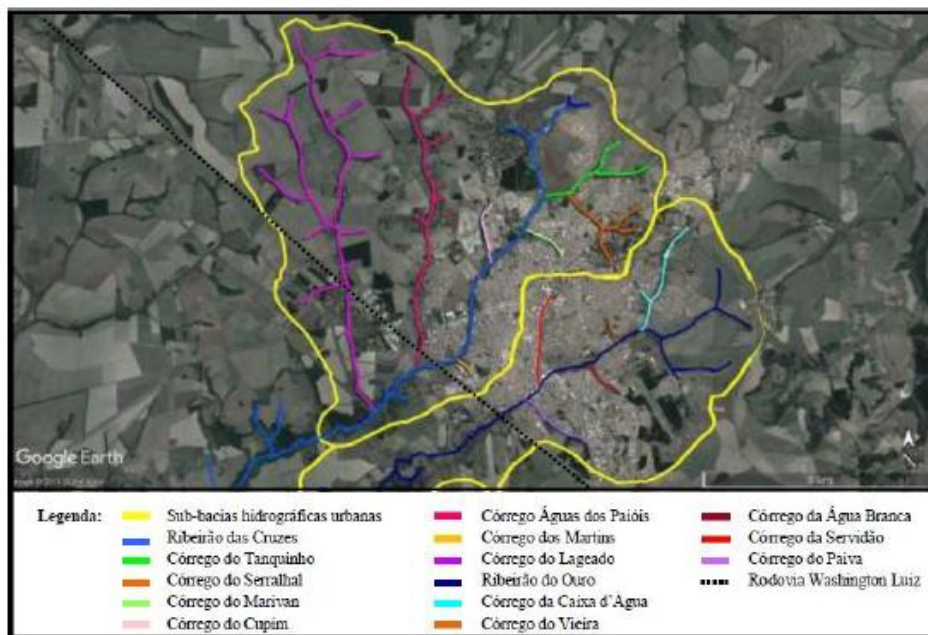 Google Earth
Legenda:
Sub-bacias hidrográficas urbanas
Ribeirão das Cruzes
Córrego do Tanquinho
Córrego do Serralhal
Córrego do Marivan
Córrego do Cupim
Córrego Águas dos Paióis
Córrego dos Martins
Córrego do Lageado
Ribeirão do Ouro
Córrego da Caixa d'Água
Córrego do Vieira
Córrego da Água Branca
Córrego da Servidão
Córrego do Paiva
Rodovia Washington Luiz